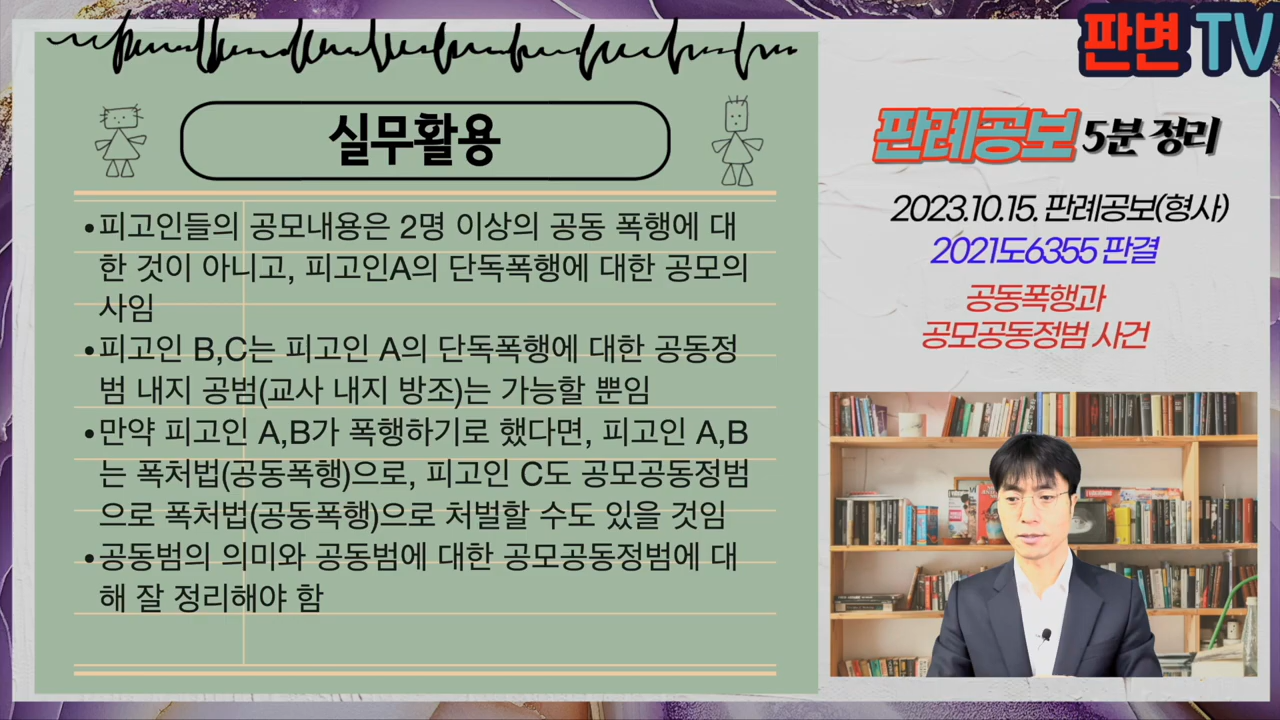 실무활용
•피고인들의 공모내용은 2명 이상의 공동 폭행에 대
한 것이 아니고, 피고인A의 단독폭행에 대한 공모의
사임
•피고인 B,C는 피고인 A의 단독폭행에 대한 공동정
범 내지 공범(교사 내지 방조)는 가능할 뿐임
•만약 피고인 A,B가 폭행하기로 했다면, 피고인 A,B
는 폭처법(공동폭행)으로, 피고인 C도 공모공동정범
으로 폭처법(공동폭행)으로 처벌할 수도 있을 것임
•공동범의 의미와 공동범에 대한 공모공동정범에 대
해 잘 정리해야 함
판변 TV
판례공보 5분 정리
2023.10.15. 판례공보(형사)
2021도6355 판결
공동폭행과
공모공동정범 사건